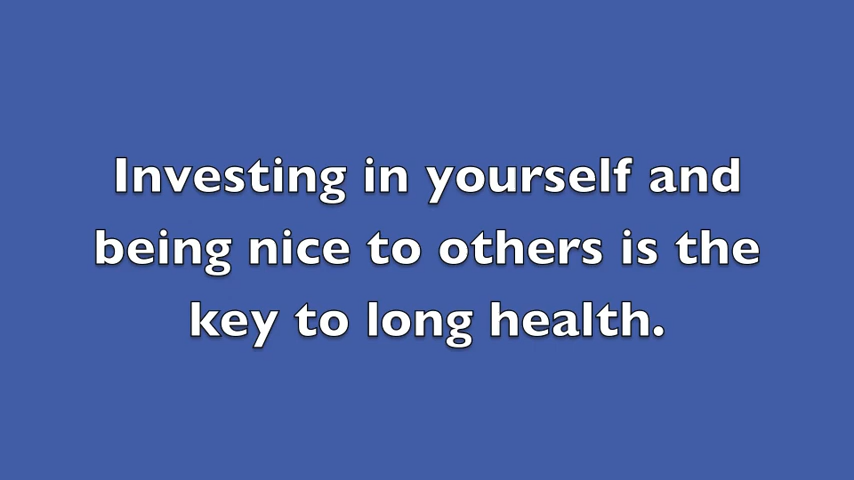 Investing in yourself and
being nice to others is the
key to long health.